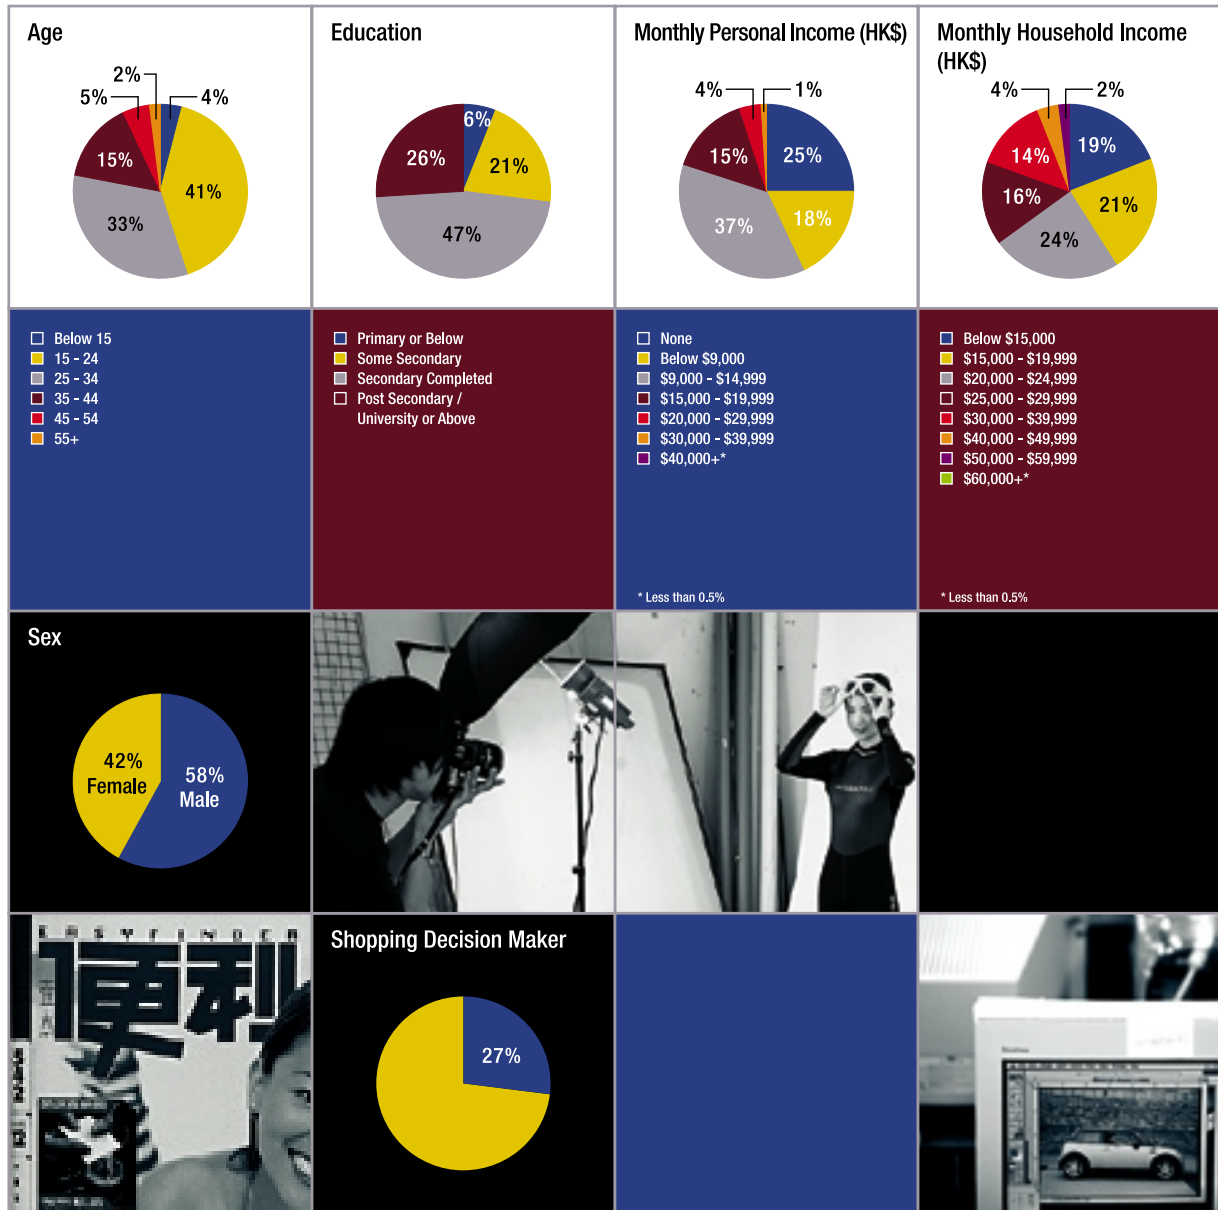 Age
2%
5%
4%
15%
41%
33%
Education
6%
26%
21%
47%
Monthly Personal Income (HK$)
4%
1%
15%
25%
37%
18%
Monthly Household Income
(HK$)
4%
2%
14%
19%
16%
21%
24%
Below 15
15 - 24
25 - 34
35 - 44
45 - 54
55+
Primary or Below
Some Secondary
Secondary Completed
Post Secondary /
University or Above
None
Below $9,000
$9,000 - $14,999
$15,000 - $19,999
$20,000 - $29,999
$30,000 - $39,999
$40,000+*
* Less than 0.5%
Below $15,000
$15,000 - $19,999
$20,000 - $24,999
$25,000 - $29,999
$30,000 - $39,999
$40,000 - $49,999
$50,000 - $59,999
$60,000+*
* Less than 0.5%
Sex
42%
Female
58%
Male
EASYFINDER
便利
Shopping Decision Maker
27%